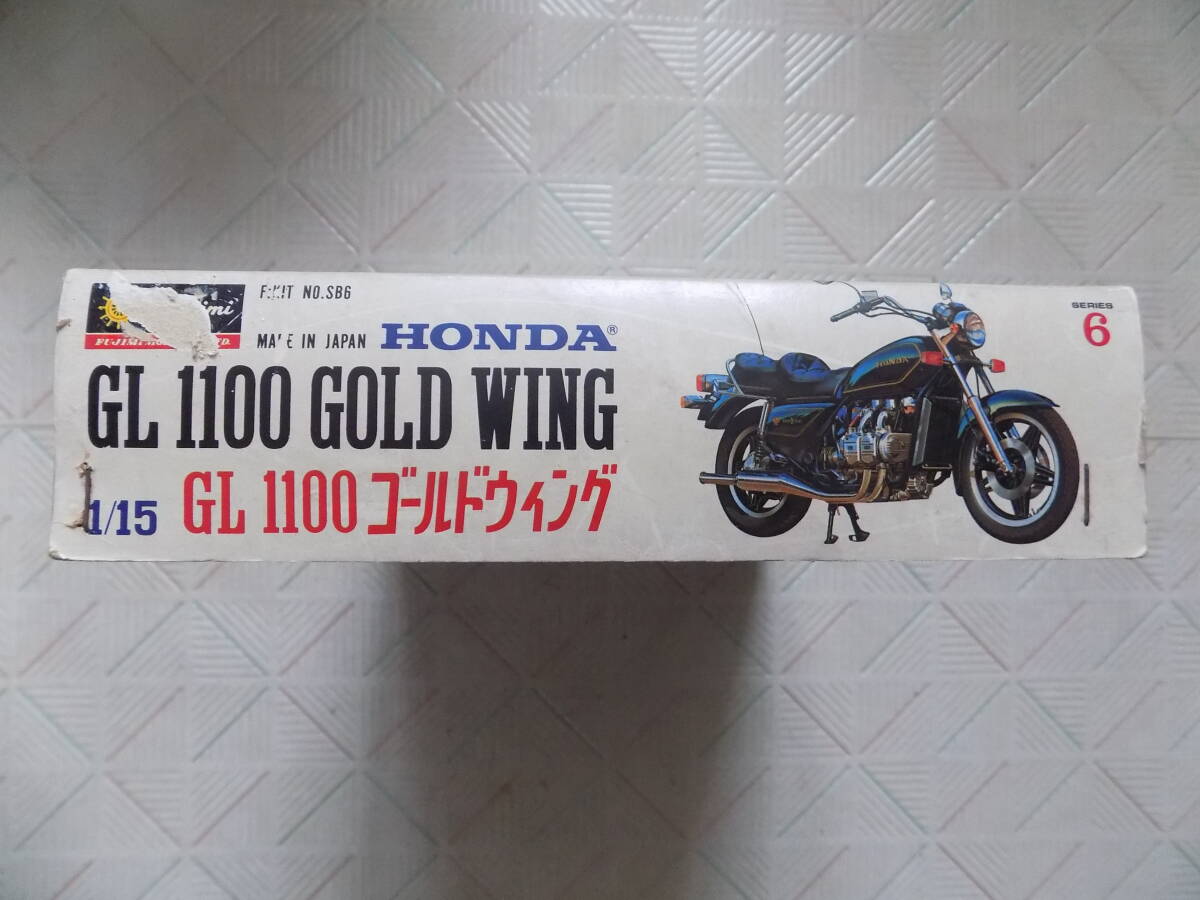 F:KIT NO.SB6
MADE IN JAPAN HONDA®
GL 1100 GOLD WING
1/15 GL 1100 ゴールドウィング
HONDA
SERIES
6